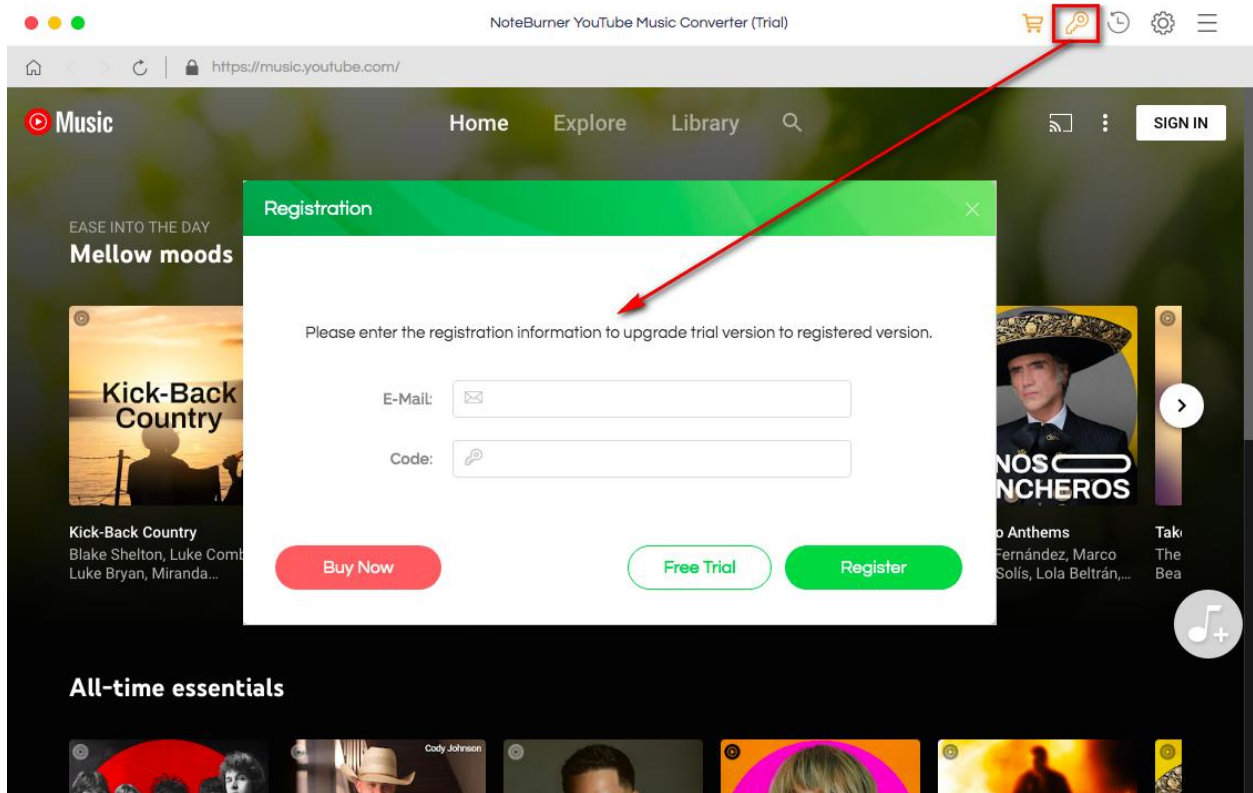 NoteBurner YouTube Music Converter (Trial)
https://music.youtube.com/
Music
Home
Explore
Library
SIGN IN
EASE INTO THE DAY
Mellow moods
Registration
Please enter the registration information to upgrade trial version to registered version.
E-Mail:
Code:
Buy Now
Free Trial
Register
Kick-Back
Country
Kick-Back Country
Blake Shelton, Luke Comb
Luke Bryan, Miranda...
NOS
NCHEROS
o Anthems
Fernández, Marco
Solís, Lola Beltrán,...
Tak
The
Bea
All-time essentials
Cody Johnson